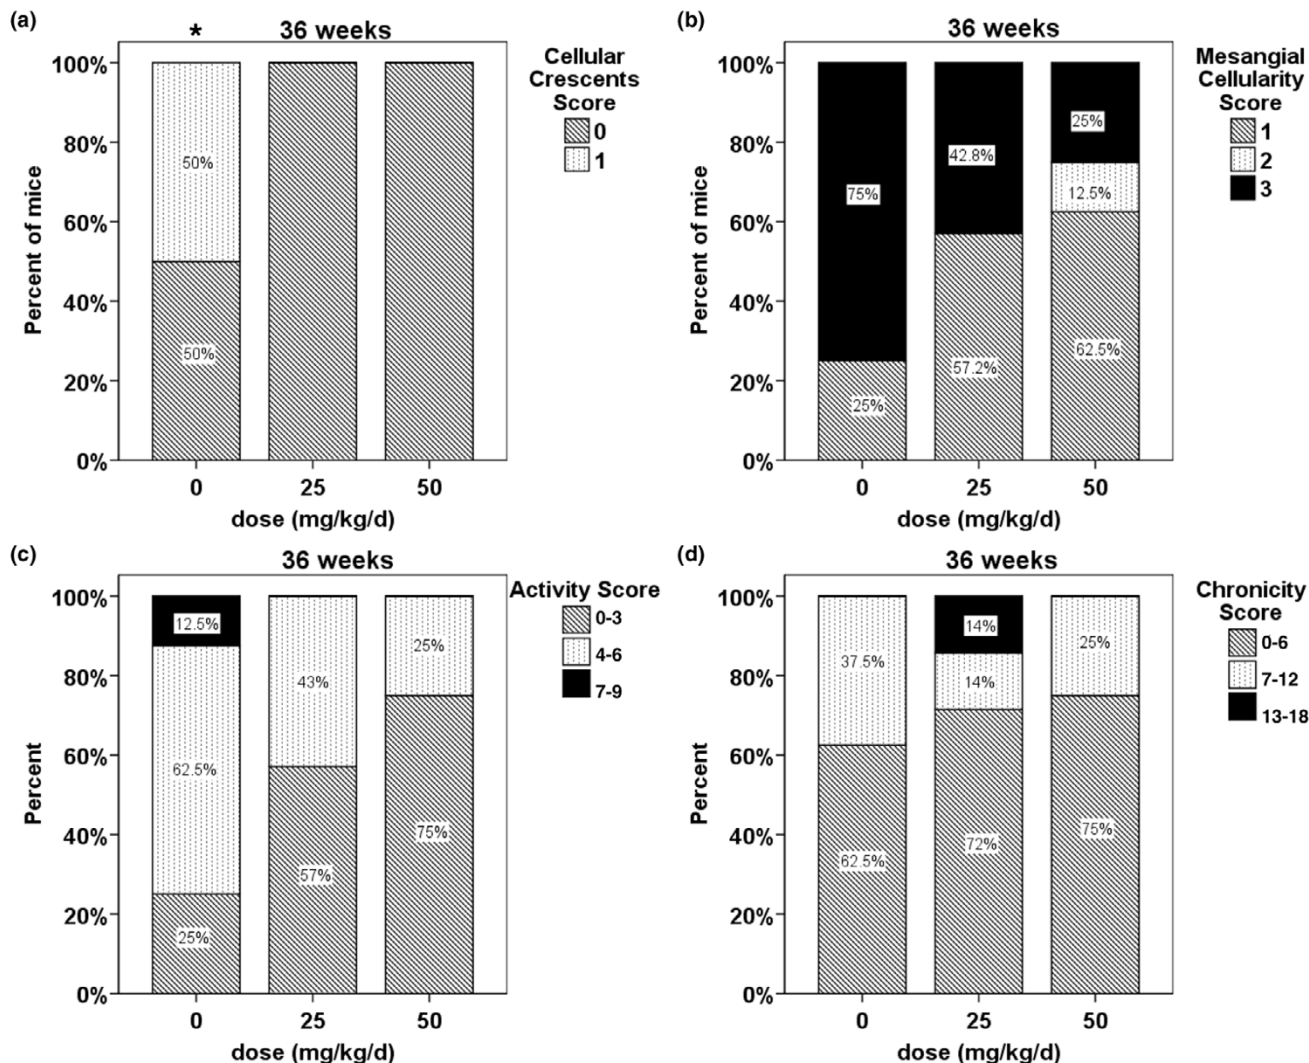 (a)
*
36 weeks
Cellular
Crescents
Score
0
1
Percent of mice
100%
80%
60%
40%
20%
0%
50%
50%
0
25
50
dose (mg/kg/d)
(b)
36 weeks
Mesangial
Cellularity
Score
1
2
3
Percent of mice
100%
80%
60%
40%
20%
0%
75%
25%
42.8%
57.2%
25%
12.5%
62.5%
0
25
50
dose (mg/kg/d)
(c)
36 weeks
Activity Score
0-3
4-6
7-9
Percent
100%
80%
60%
40%
20%
0%
12.5%
62.5%
25%
43%
57%
25%
75%
0
25
50
dose (mg/kg/d)
(d)
36 weeks
Chronicity
Score
0-6
7-12
13-18
Percent
100%
80%
60%
40%
20%
0%
37.5%
62.5%
14%
14%
72%
25%
75%
0
25
50
dose (mg/kg/d)